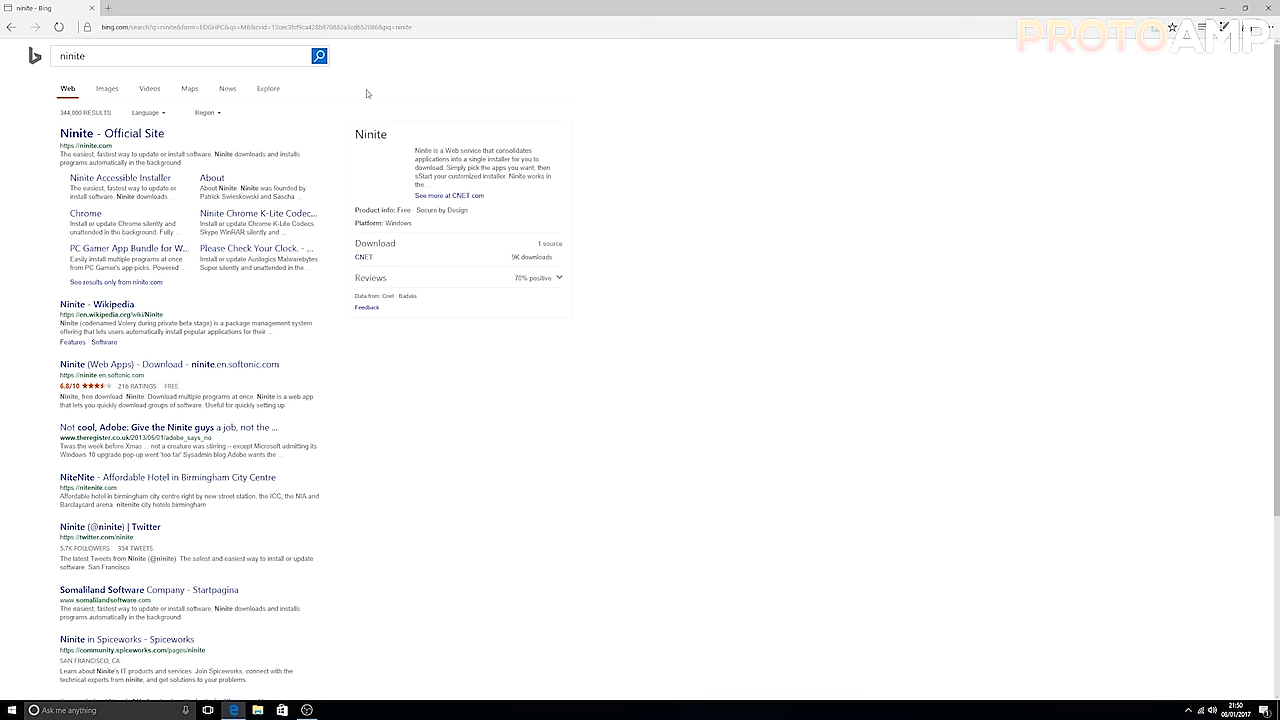 ninite - Bing
bing.com/search?q=ninite&form=EDGHPC&qs=MB&cvid=
PROTOAMP
ninite
Web Images Videos Maps News Explore
344,000 RESULTS Language Region
Ninite - Official Site
https://ninite.com
The easiest, fastest way to update or install software. Ninite downloads and installs
programs automatically in the background.
Ninite Accessible Installer
The easiest, fastest way to update or
install software. Ninite downloads ...
About
About Ninite. Ninite was founded by
Patrick Swieskowski and Sascha ...
Chrome
Install or update Chrome silently and
unattended in the background. Fully ...
Ninite Chrome K-Lite Codec...
Install or update Chrome K-Lite Codecs
Skype WinRAR silently and ...
PC Gamer App Bundle for W...
Easily install multiple programs at once
from PC Gamer's app picks. Powered ...
Please Check Your Clock. - ...
Install or update Auslogics Malwarebytes
Super silently and unattended in the ...
See results only from ninite.com
Ninite - Wikipedia
https://en.wikipedia.org/wiki/Ninite
Ninite (codenamed Volery during private beta stage) is a package management system
offering that lets users automatically install popular applications for their ...
Features · Software
Ninite (Web Apps) - Download - ninite.en.softonic.com
https://ninite.en.softonic.com
6.8/10 216 RATINGS FREE
Ninite, free download. Ninite: Download multiple programs at once. Ninite is a web app
that lets you quickly download groups of software. Useful for quickly setting up
Not cool, Adobe: Give the Ninite guys a job, not the ...
www.theregister.co.uk/2013/05/01/adobe_says_no
Twas the week before Xmas ... not a creature was stirring – except Microsoft admitting its
Windows 10 upgrade pop-up went 'too far' Sysadmin blog Adobe wants the ...
NiteNite - Affordable Hotel in Birmingham City Centre
https://nitenite.com
Affordable hotel in birmingham city centre right by new street station, the ICC, the NIA and
Barclaycard arena. nitenite city hotels birmingham
Ninite (@ninite) | Twitter
https://twitter.com/ninite
5.7K FOLLOWERS 354 TWEETS
The latest Tweets from Ninite (@ninite). The safest and easiest way to install or update
software. San Francisco
Somaliland Software Company - Startpagina
www.somalilandsoftware.com
The easiest, fastest way to update or install software. Ninite downloads and installs
programs automatically in the background.
Ninite in Spiceworks - Spiceworks
https://community.spiceworks.com/pages/ninite
SAN FRANCISCO, CA
Learn about Ninite's IT products and services. Join Spiceworks, connect with the
technical experts from ninite, and get solutions to your problems.
Ninite
Ninite is a Web service that consolidates
applications into a single installer for you to
download. Simply pick the apps you want, then
sStart your customized installer. Ninite works in
the...
See more at CNET.com
Product info: Free · Secure by Design
Platform: Windows
Download 1 source
CNET 9K downloads
Reviews 70% positive
Data from: Cnet · Badalis
Feedback
Ask me anything
21:50
08/01/2017